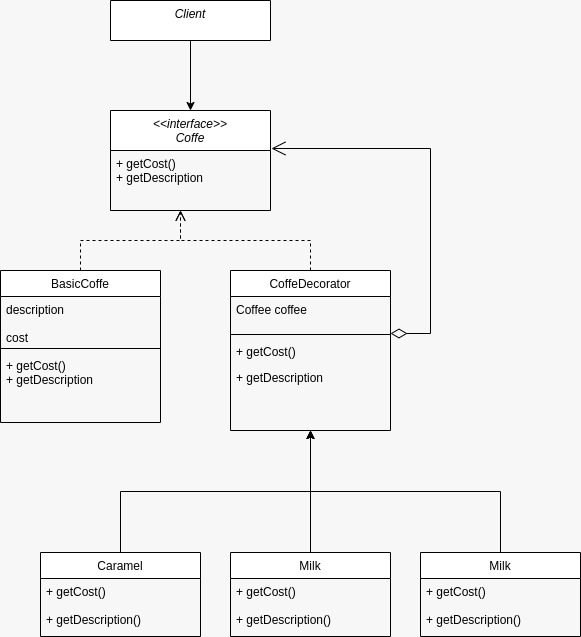 Client
<<interface>>
Coffe
+ getCost()
+ getDescription
BasicCoffe
description
cost
+ getCost()
+ getDescription
CoffeDecorator
Coffee coffee
+ getCost()
+ getDescription
Caramel
+ getCost()
+ getDescription()
Milk
+ getCost()
+ getDescription()
Milk
+ getCost()
+ getDescription()